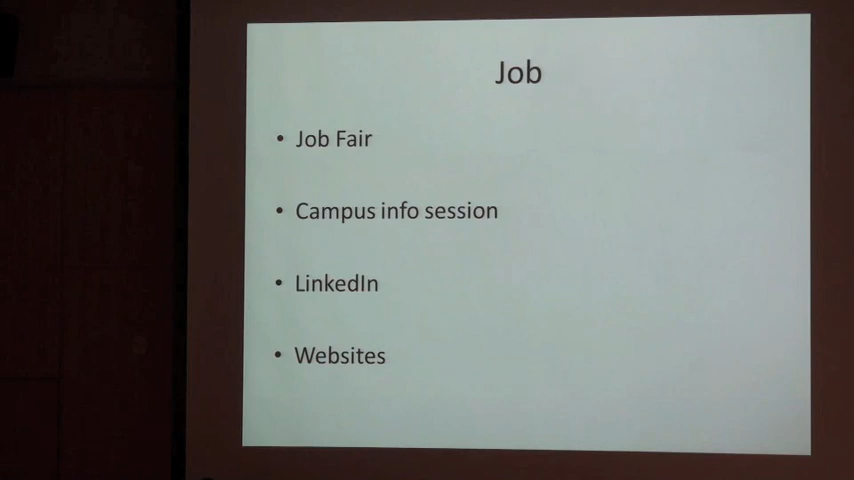 Job
• Job Fair
• Campus info session
• LinkedIn
• Websites